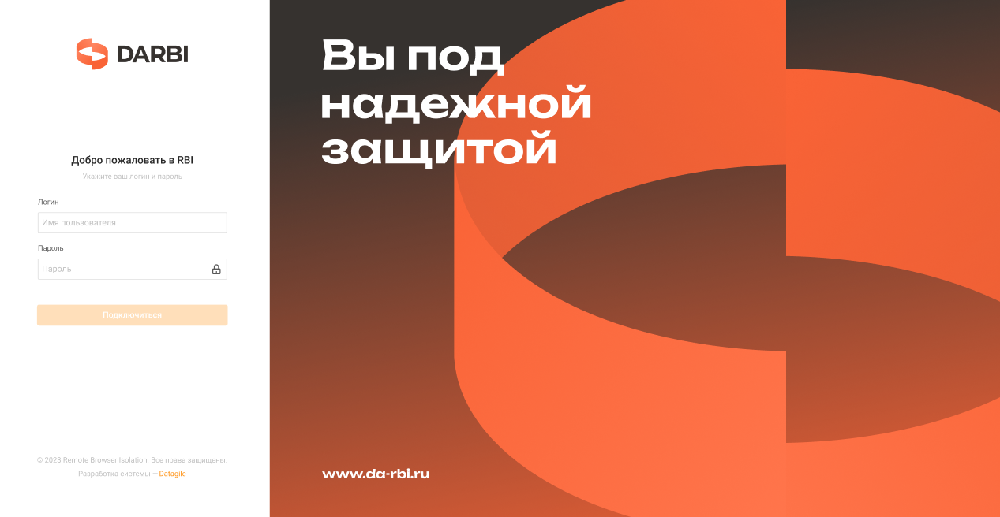 DARBI
Добро пожаловать в RBI
Укажите ваш логин и пароль
Логин
Имя пользователя
Пароль
Пароль
Подключиться
© 2023 Remote Browser Isolation. Все права защищены.
Разработка системы — Datagile
Вы под
надежной
защитой
www.da-rbi.ru